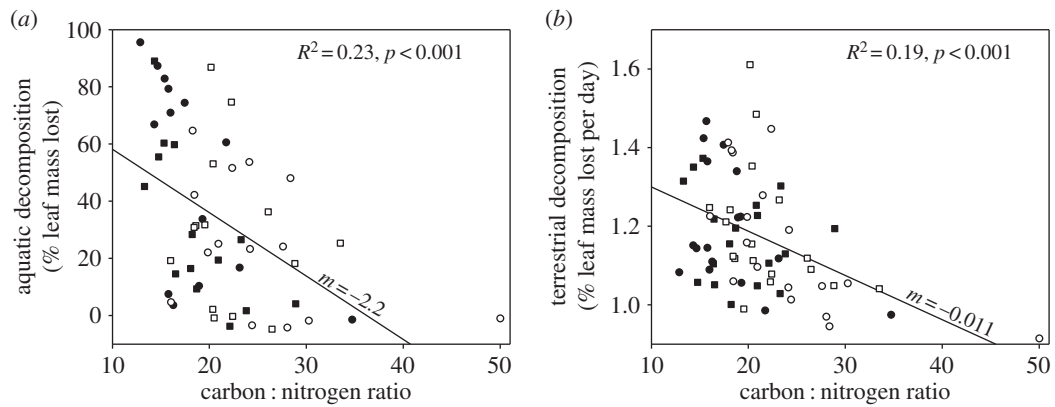 (a)
R² = 0.23, p < 0.001
100
80
60
40
20
0
aquatic decomposition
(% leaf mass lost)
m = −2.2
10 20 30 40 50
carbon : nitrogen ratio
(b)
R² = 0.19, p < 0.001
1.6
1.4
1.2
1.0
terrestrial decomposition
(% leaf mass lost per day)
m = −0.011
10 20 30 40 50
carbon : nitrogen ratio